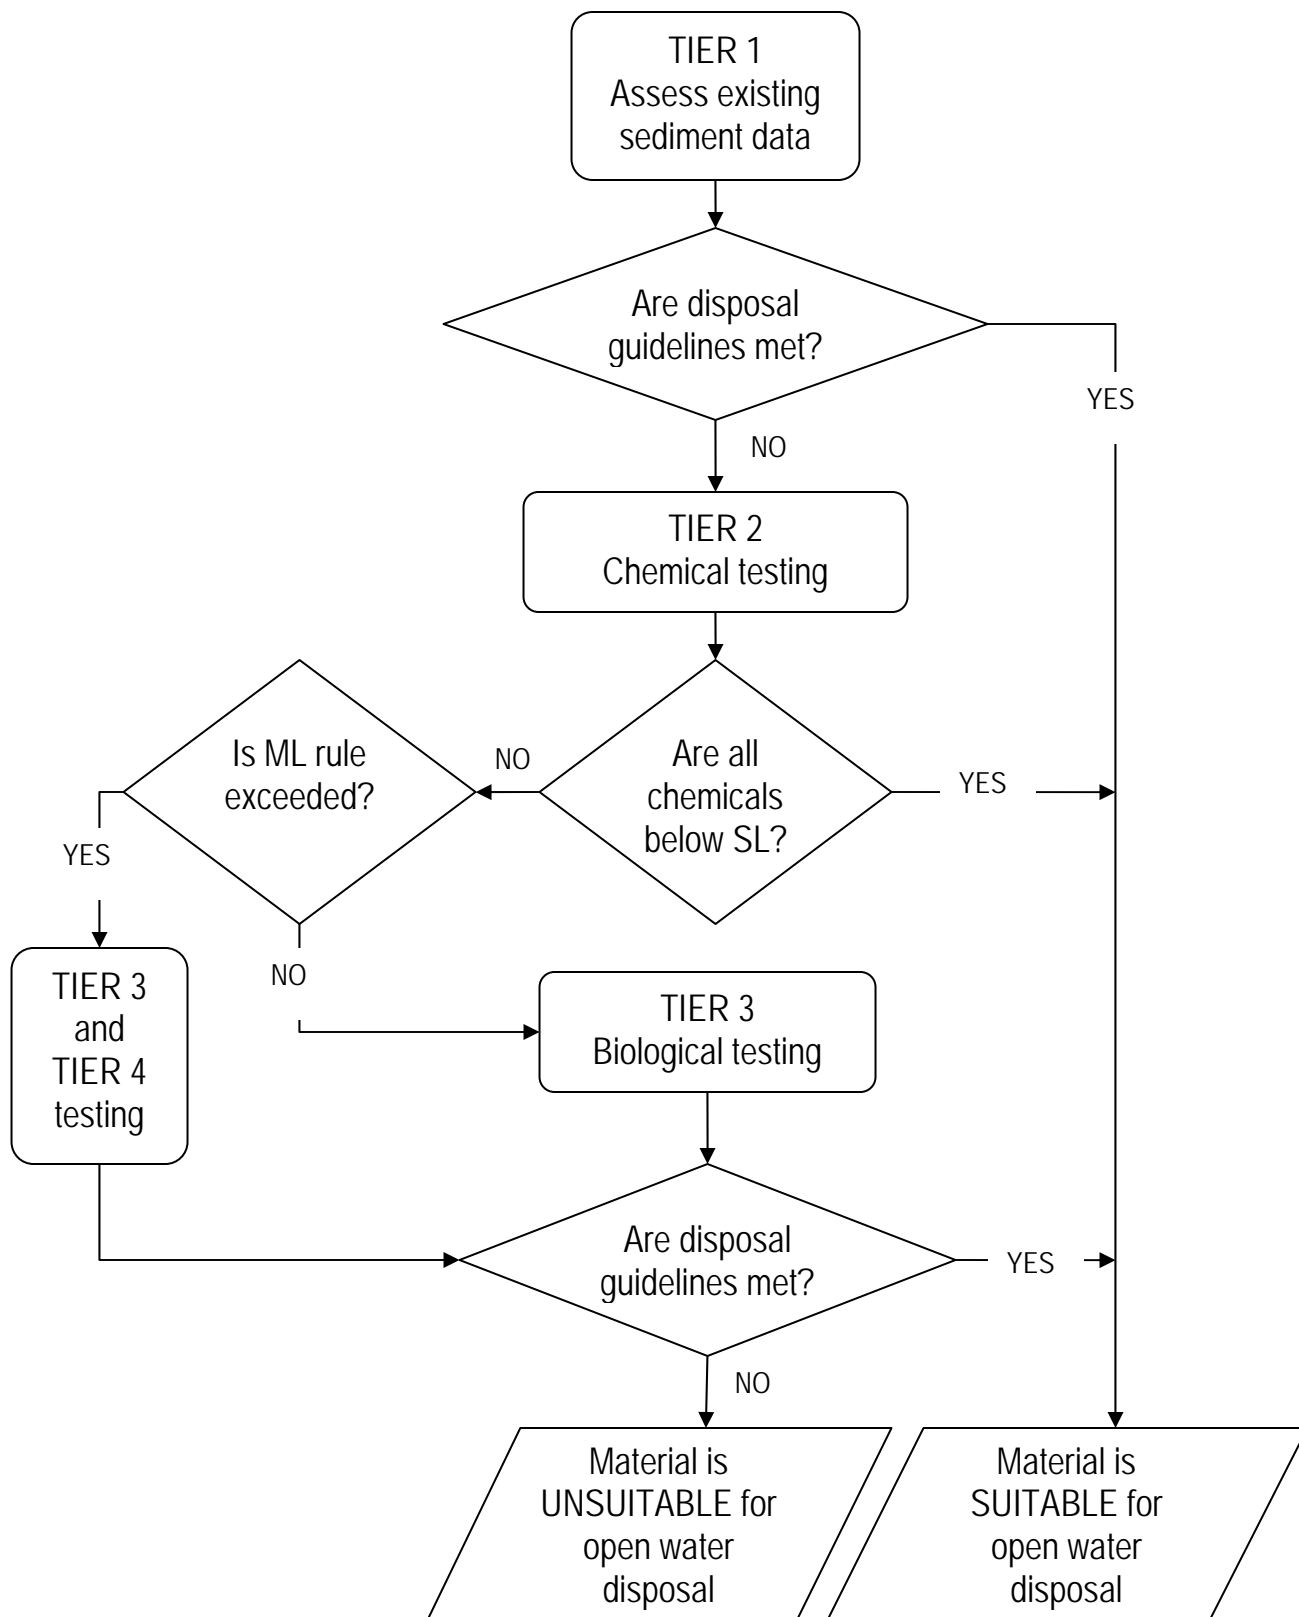 TIER 1
Assess existing
sediment data
Are disposal
guidelines met?
YES
NO
TIER 2
Chemical testing
Is ML rule
exceeded?
NO
Are all
chemicals
below SL?
YES
YES
NO
TIER 3
and
TIER 4
testing
TIER 3
Biological testing
Are disposal
guidelines met?
YES
NO
Material is
UNSUITABLE for
open water
disposal
Material is
SUITABLE for
open water
disposal